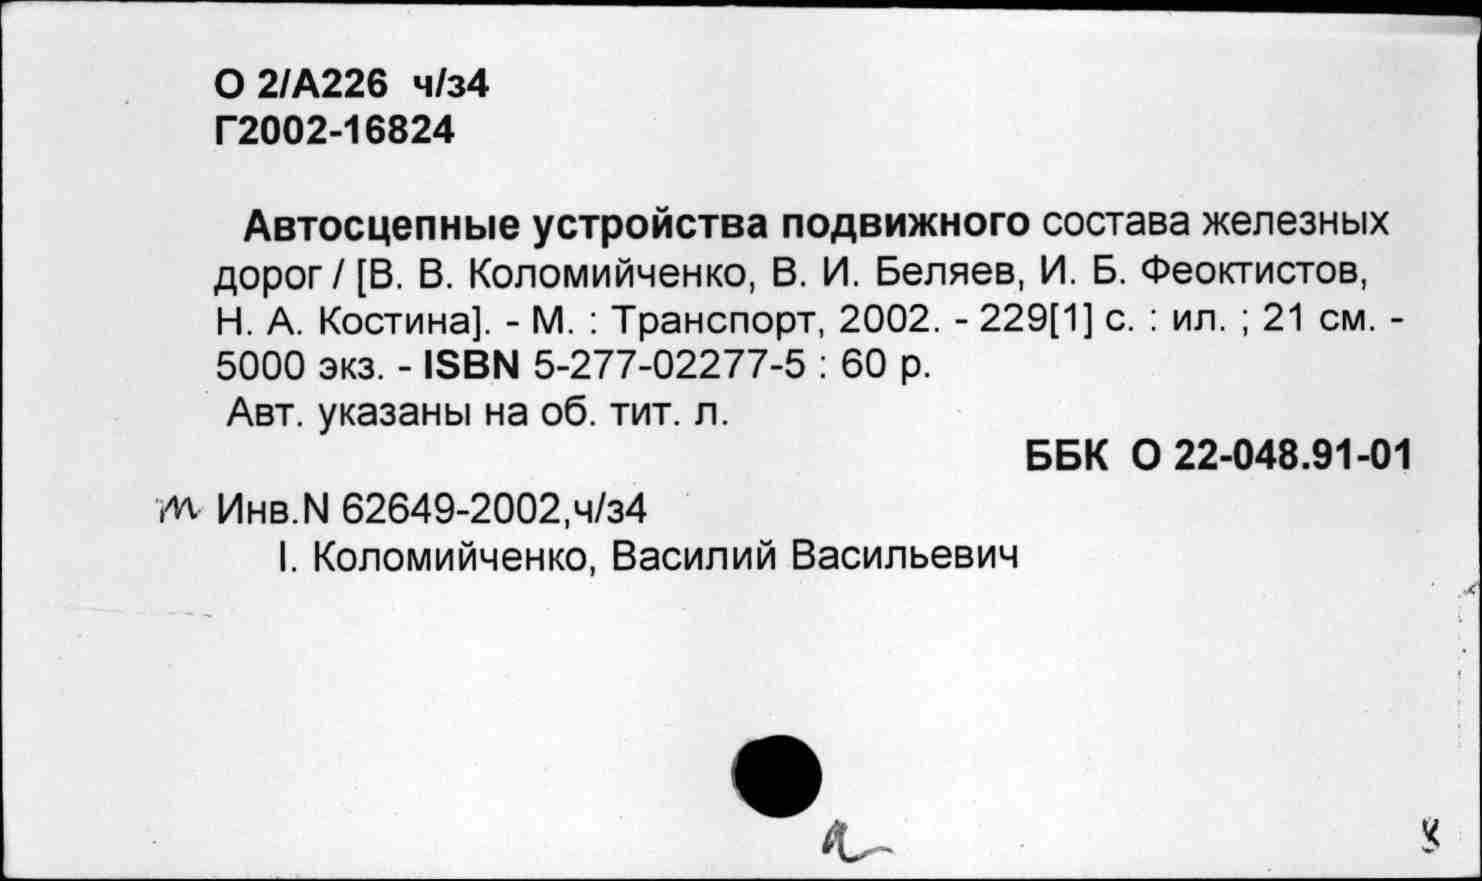 О 2/А226 ч/з4
Г2002-16824
Автосцепные устройства подвижного состава железных
дорог / [В. В. Коломийченко, В. И. Беляев, И. Б. Феоктистов,
Н. А. Костина]. - М. : Транспорт, 2002. - 229[1] с. : ил. ; 21 см. -
5000 экз. - ISBN 5-277-02277-5 : 60 р.
Авт. указаны на об. тит. л.
ББК О 22-048.91-01
Инв.N 62649-2002,ч/з4
I. Коломийченко, Василий Васильевич